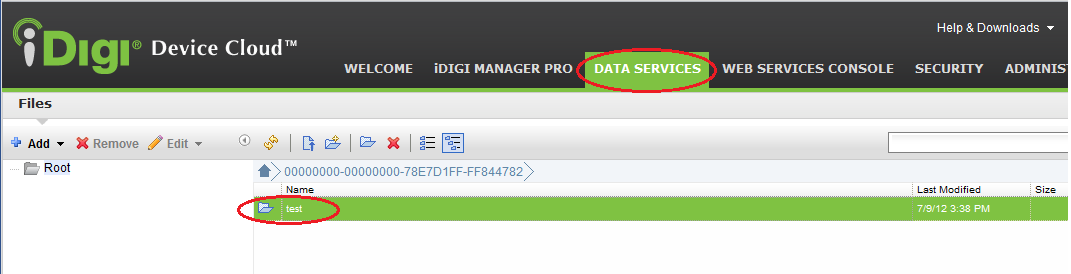 iDigi® Device Cloud™
Help & Downloads
WELCOME iDIGI MANAGER PRO DATA SERVICES WEB SERVICES CONSOLE SECURITY ADMINIS
Files
Add Remove Edit
Root
00000000-00000000-78E7D1FF-FF844782
Name Last Modified Size
test 7/9/12 3:38 PM